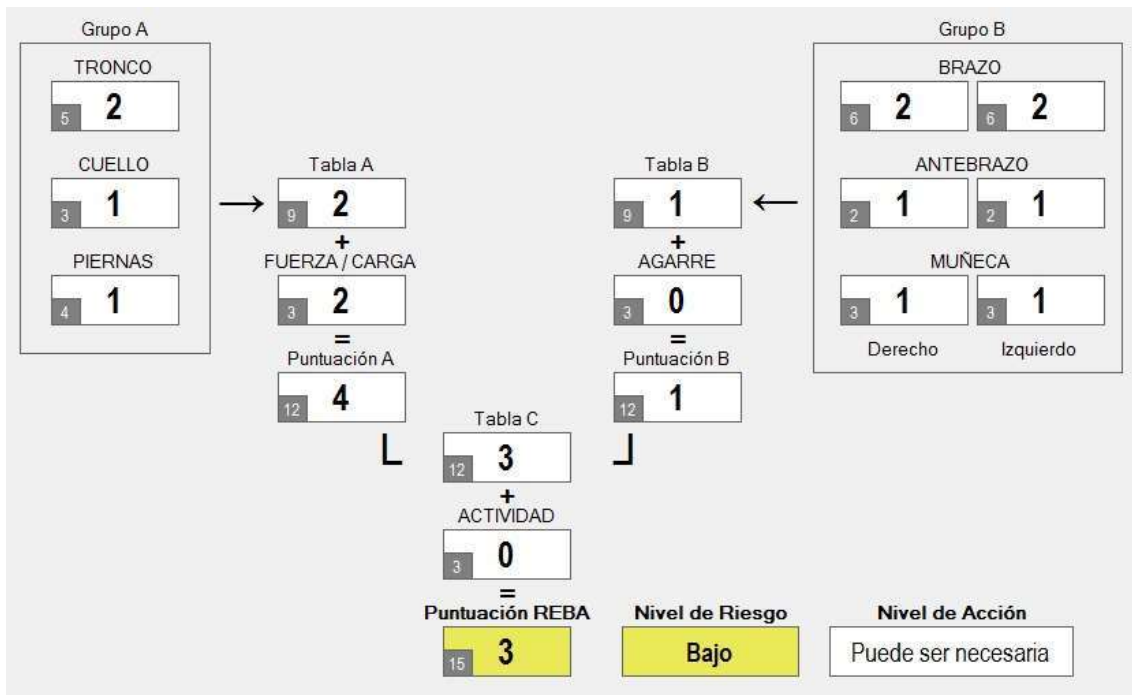 Grupo A
TRONCO
5 2
CUELLO
3 1
PIERNAS
4 1
Tabla A
9 2
+
FUERZA / CARGA
3 2
=
Puntuación A
12 4
Grupo B
BRAZO
6 2 6 2
ANTEBRAZO
2 1 2 1
MUÑECA
3 1 3 1
Derecho Izquierdo
Tabla B
9 1
+
AGARRE
3 0
=
Puntuación B
12 1
Tabla C
12 3
+
ACTIVIDAD
3 0
=
Puntuación REBA
15 3
Nivel de Riesgo
Bajo
Nivel de Acción
Puede ser necesaria